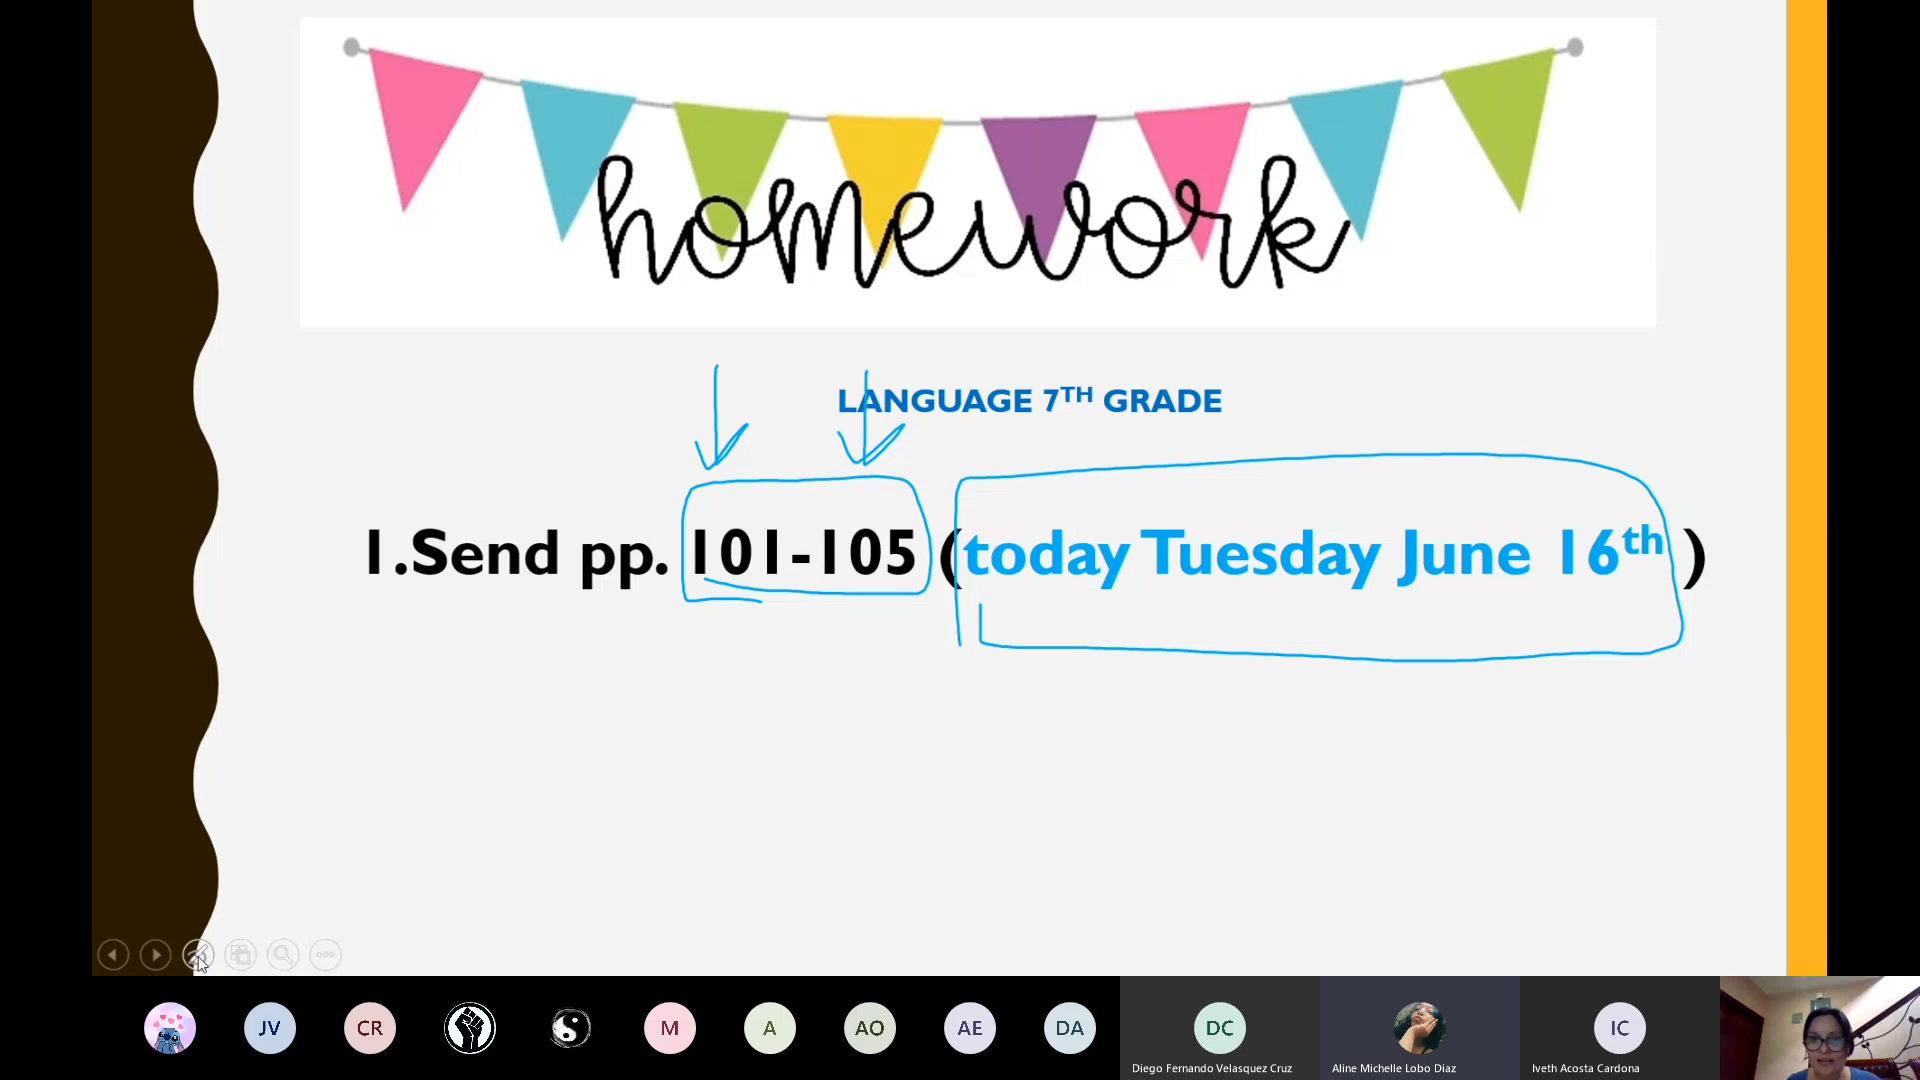 homework
LANGUAGE 7TH GRADE
1.Send pp. 101-105 (today Tuesday June 16th )
JV
CR
M
A
AO
AE
DA
DC
IC
Diego Fernando Velasquez Cruz
Aline Michelle Lobo Diaz
Iveth Acosta Cardona